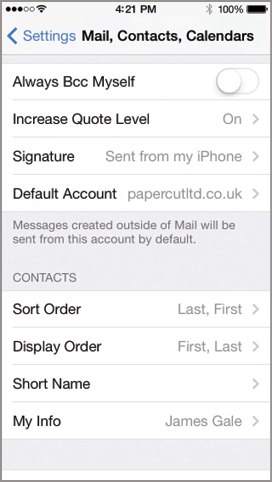 4:21 PM 100%
Settings Mail, Contacts, Calendars
Always Bcc Myself
Increase Quote Level On
Signature Sent from my iPhone
Default Account papercutltd.co.uk
Messages created outside of Mail will be
sent from this account by default.
CONTACTS
Sort Order Last, First
Display Order First, Last
Short Name
My Info James Gale